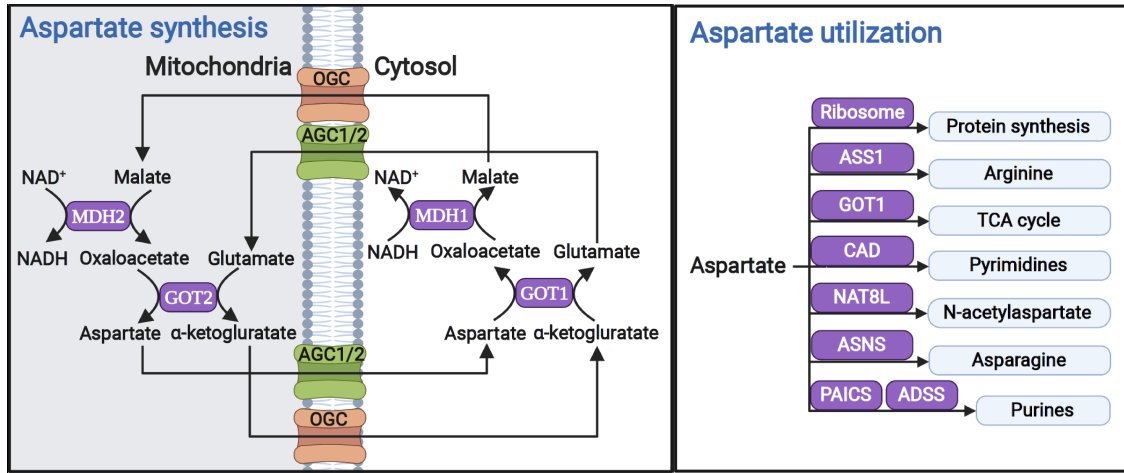 Aspartate synthesis
Mitochondria
Cytosol
OGC
AGC1/2
NAD+
Malate
MDH2
NADH
Oxaloacetate
Glutamate
GOT2
Aspartate
α-ketogluratate
NAD+
Malate
MDH1
NADH
Oxaloacetate
Glutamate
GOT1
Aspartate
α-ketogluratate
AGC1/2
OGC
Aspartate utilization
Aspartate
Ribosome
Protein synthesis
ASS1
Arginine
GOT1
TCA cycle
CAD
Pyrimidines
NAT8L
N-acetylaspartate
ASNS
Asparagine
PAICS
ADSS
Purines